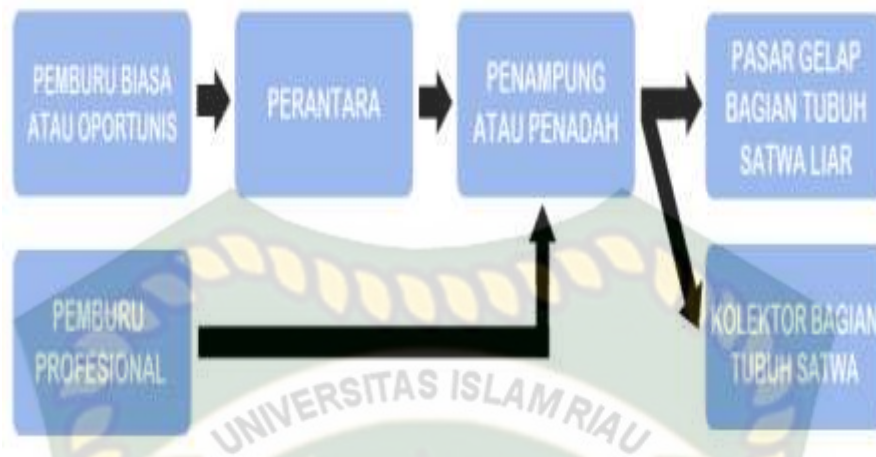 PEMBURU BIASA
ATAU OPORTUNIS
PERANTARA
PENAMPUNG
ATAU PENADAH
PASAR GELAP
BAGIAN TUBUH
SATWA LIAR
PEMBURU
PROFESIONAL
KOLEKTOR BAGIAN
TUBUH SATWA
UNIVERSITAS ISLAM RIAU